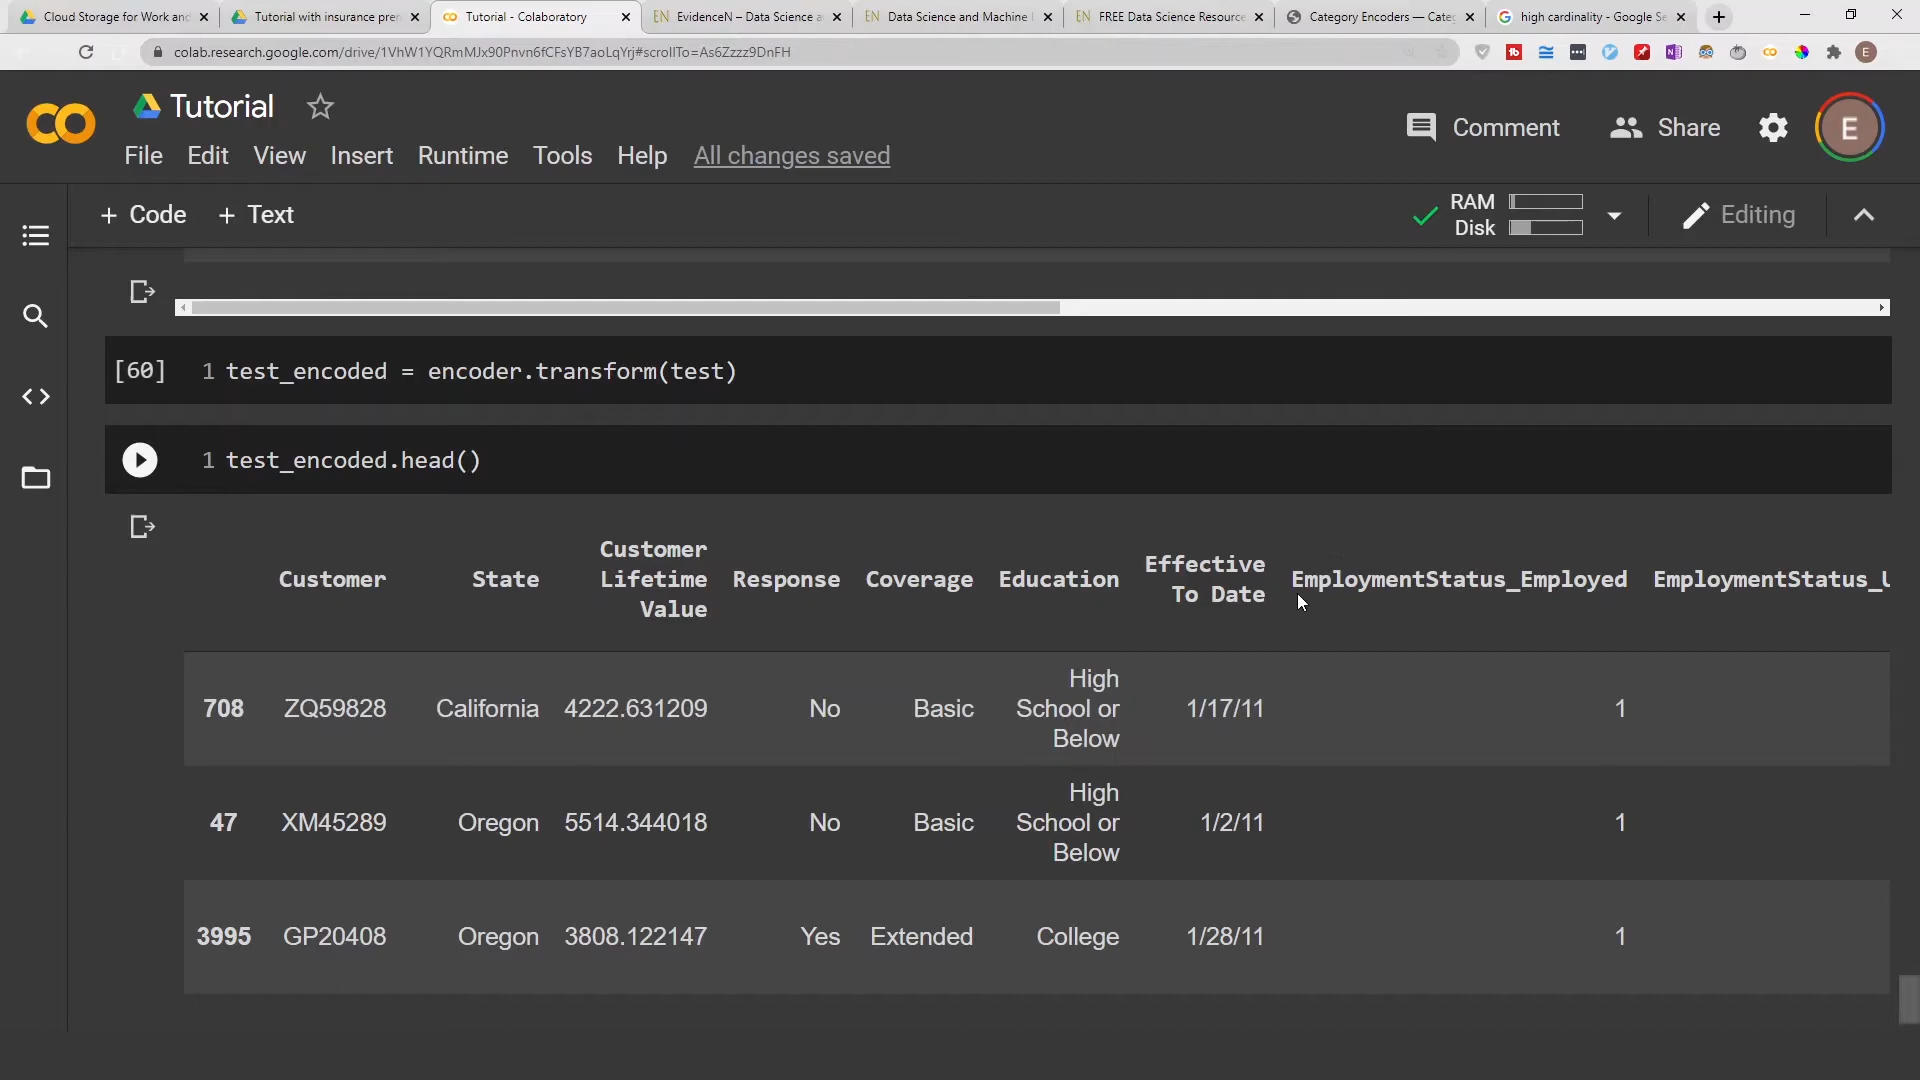 Cloud Storage for Work and
Tutorial with insurance pre
Tutorial - Colaboratory
EN EvidenceN – Data Science a
EN Data Science and Machine
EN FREE Data Science Resource
Category Encoders — Cate
high cardinality - Google Se
colab.research.google.com/drive/1VhW1YQRmMJx90Pnvn6fCFsYB7aoLqYrj#scrollTo=As6Zzzz9DnFH
E
Tutorial
Comment
Share
E
File Edit View Insert Runtime Tools Help All changes saved
+ Code + Text
RAM
Disk
Editing
[60] 1 test_encoded = encoder.transform(test)
1 test_encoded.head()
Customer State Customer Lifetime Value Response Coverage Education Effective To Date EmploymentStatus_Employed EmploymentStatus_U
708 ZQ59828 California 4222.631209 No Basic High School or Below 1/17/11 1
47 XM45289 Oregon 5514.344018 No Basic High School or Below 1/2/11 1
3995 GP20408 Oregon 3808.122147 Yes Extended College 1/28/11 1